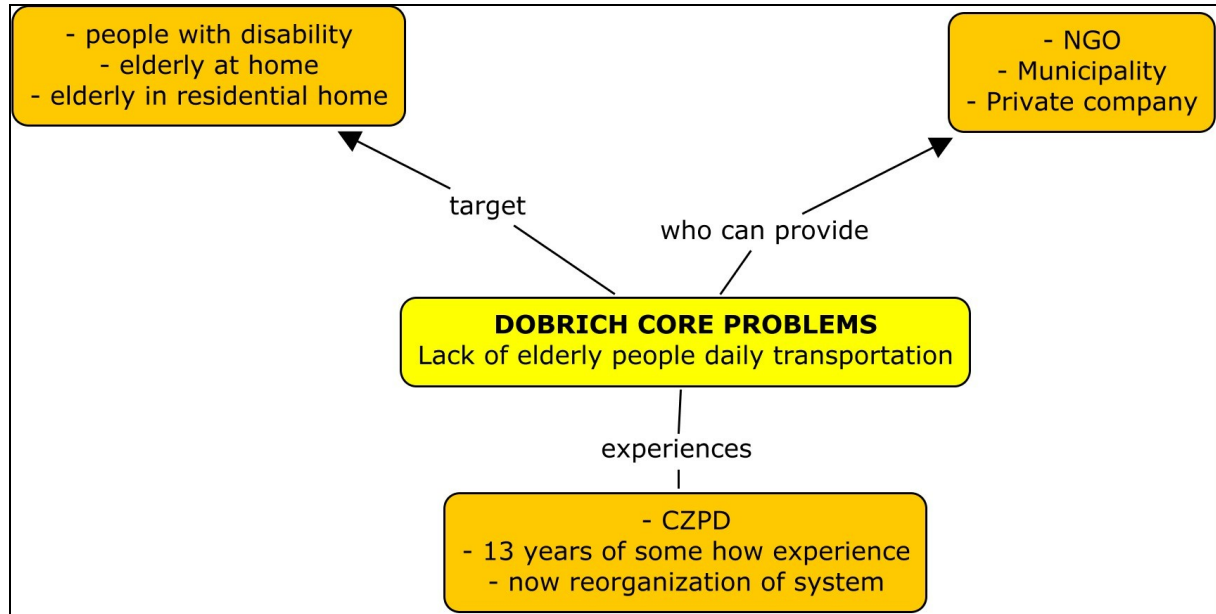 - people with disability
- elderly at home
- elderly in residential home
- NGO
- Municipality
- Private company
target
who can provide
DOBRICH CORE PROBLEMS
Lack of elderly people daily transportation
experiences
- CZPD
- 13 years of some how experience
- now reorganization of system